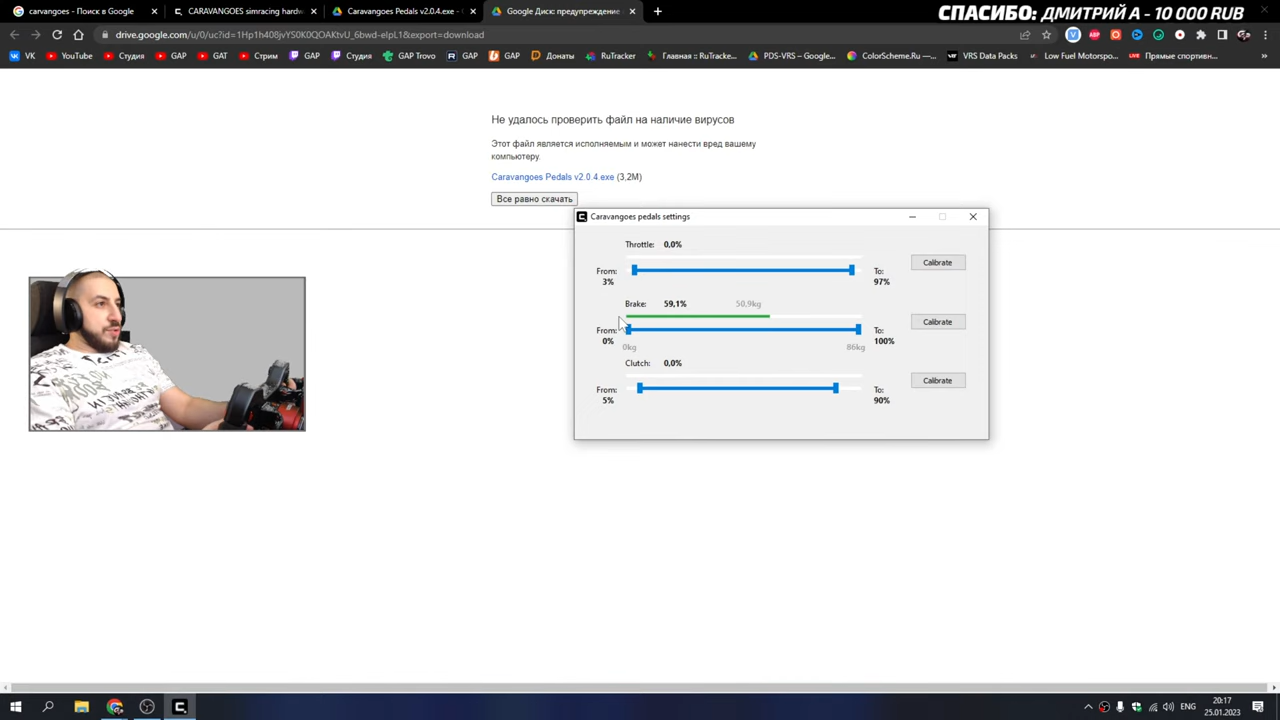 carvangoes - Поиск в Google
CARAVANGOES simracing hardw
Caravangoes Pedals v2.0.4.exe -
Google Диск: предупреждение
СПАСИБО: ДМИТРИЙ А - 10 000 RUB
drive.google.com/u/0/uc?id=1Hp1h408jvYS0K0QOAKtvU_6bwd-elpL1&export=download
VK YouTube Студия GAP GAT Стрим GAP Студия GAP Trovo GAP GAP Донаты RuTracker Главная :: RuTracke... PDS-VRS – Google... ColorScheme.Ru —... VRS Data Packs Low Fuel Motorspo... Прямые спортивн...
Не удалось проверить файл на наличие вирусов
Этот файл является исполняемым и может нанести вред вашему
компьютеру.
Caravangoes Pedals v2.0.4.exe (3.2M)
Все равно скачать
Caravangoes pedals settings
Throttle: 0,0%
Calibrate
From: To:
3% 97%
Brake: 59,1% 50,9kg
Calibrate
From: To:
0% 100%
0kg 86kg
Clutch: 0,0%
Calibrate
From: To:
5% 90%
ENG
20:17
25.01.2023